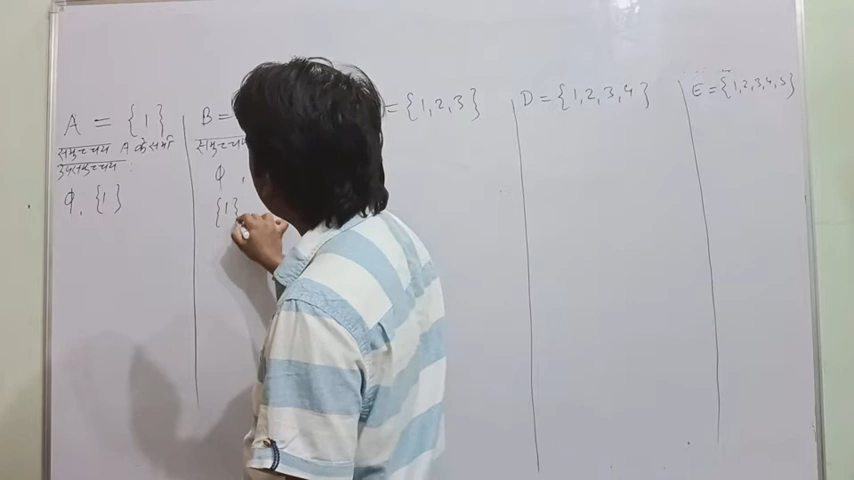 A = {1}
समुच्चय A के सभी
उपसमुच्चय :
φ, {1}
B =
समुच्चय
φ ,
{1}
= {1,2,3}
D = {1,2,3,4}
E = {1,2,3,4,5}